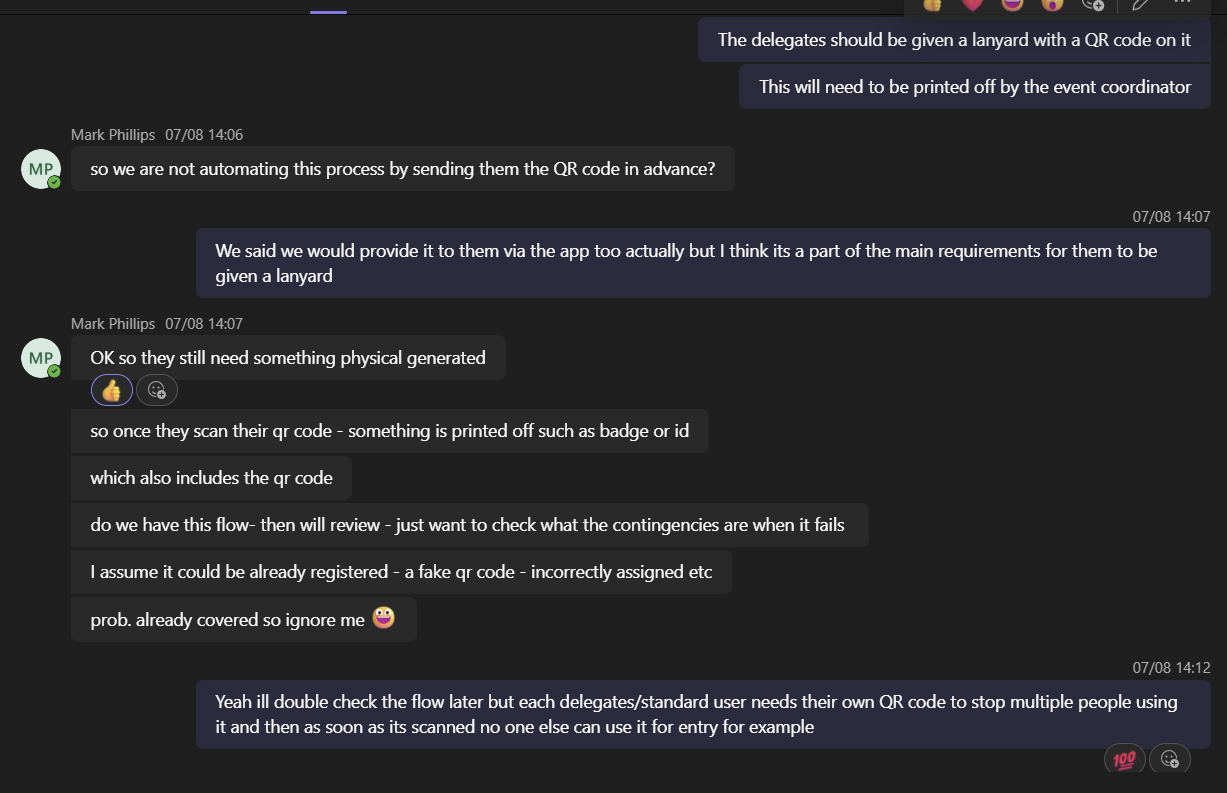 The delegates should be given a lanyard with a QR code on it
This will need to be printed off by the event coordinator
Mark Phillips 07/08 14:06
MP
so we are not automating this process by sending them the QR code in advance?
07/08 14:07
We said we would provide it to them via the app too actually but I think its a part of the main requirements for them to be
given a lanyard
Mark Phillips 07/08 14:07
MP
OK so they still need something physical generated
so once they scan their qr code - something is printed off such as badge or id
which also includes the qr code
do we have this flow- then will review - just want to check what the contingencies are when it fails
I assume it could be already registered - a fake qr code - incorrectly assigned etc
prob. already covered so ignore me
07/08 14:12
Yeah ill double check the flow later but each delegates/standard user needs their own QR code to stop multiple people using
it and then as soon as its scanned no one else can use it for entry for example
100